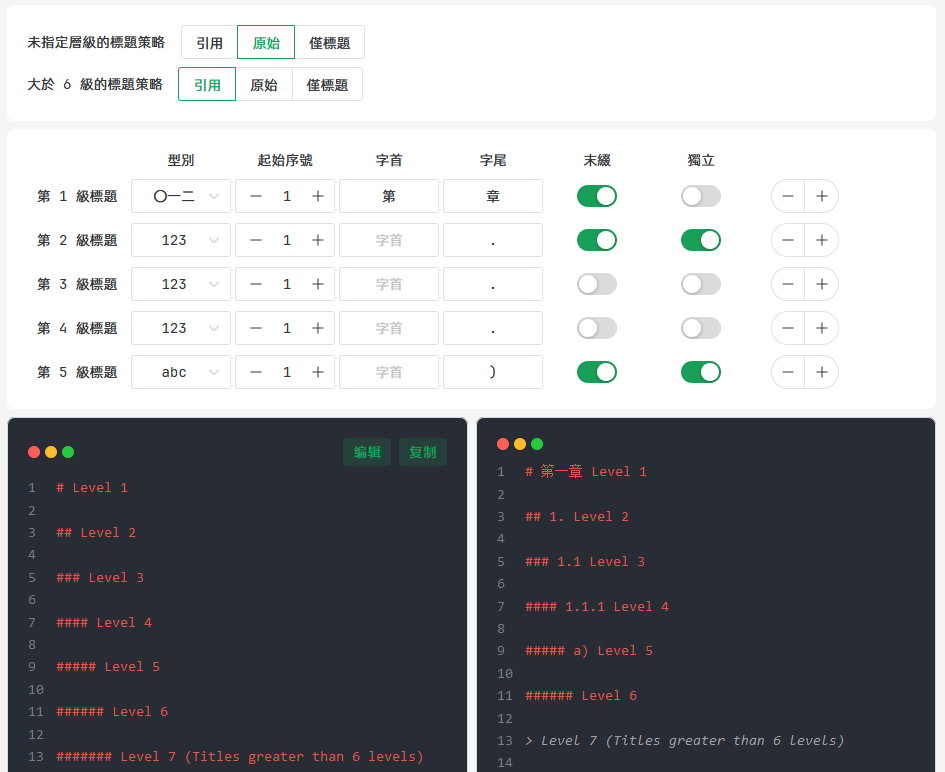 未指定層級的標題策略 引用 原始 僅標題
大於 6 級的標題策略 引用 原始 僅標題
型別 起始序號 字首 字尾 末綴 獨立
第 1 級標題 〇一二 1 第 章
第 2 級標題 123 1 字首 .
第 3 級標題 123 1 字首 .
第 4 級標題 123 1 字首 .
第 5 級標題 abc 1 字首 )
编辑 复制
1 # Level 1
2
3 ## Level 2
4
5 ### Level 3
6
7 #### Level 4
8
9 ##### Level 5
10
11 ###### Level 6
12
13 ####### Level 7 (Titles greater than 6 levels)
1 # 第一章 Level 1
2
3 ## 1. Level 2
4
5 ### 1.1 Level 3
6
7 #### 1.1.1 Level 4
8
9 ##### a) Level 5
10
11 ###### Level 6
12
13 > Level 7 (Titles greater than 6 levels)
14